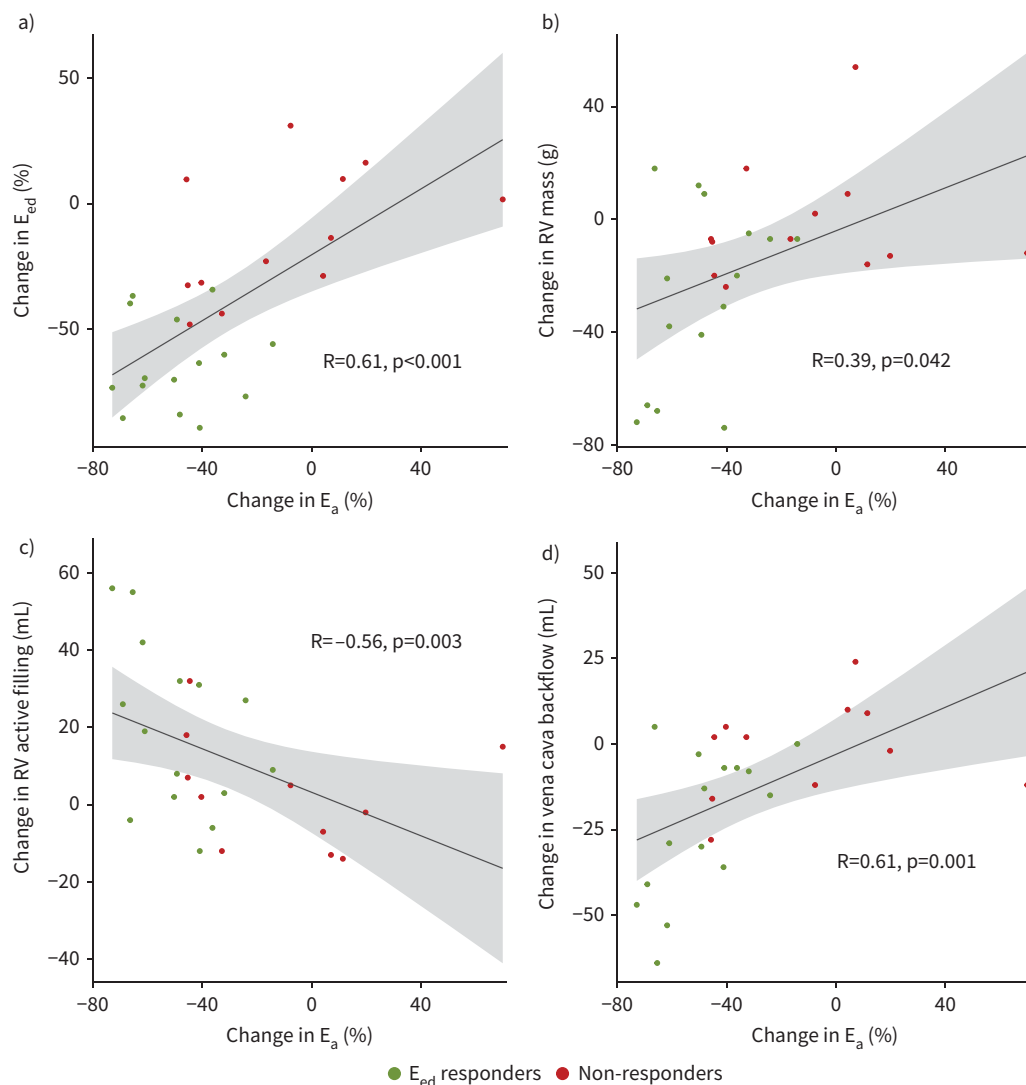 a)
50
0
−50
Change in Eed (%)
R=0.61, p<0.001
−80
−40
0
40
Change in Ea (%)
b)
40
0
−40
−80
Change in RV mass (g)
R=0.39, p=0.042
−80
−40
0
40
Change in Ea (%)
c)
60
40
20
0
−20
−40
Change in RV active filling (mL)
R=−0.56, p=0.003
−80
−40
0
40
Change in Ea (%)
d)
50
25
0
−25
−50
Change in vena cava backflow (mL)
R=0.61, p=0.001
−80
−40
0
40
Change in Ea (%)
Eed responders
Non-responders